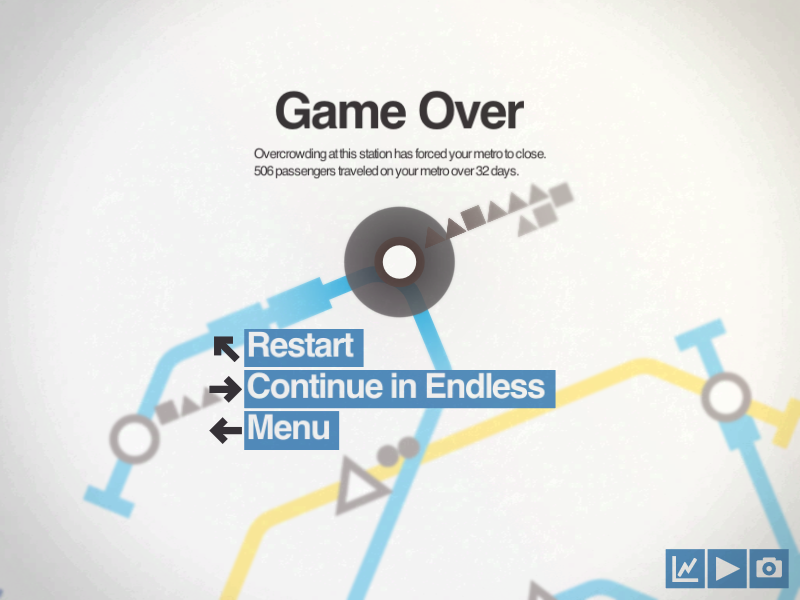 Game Over
Overcrowding at this station has forced your metro to close.
506 passengers traveled on your metro over 32 days.
Restart
Continue in Endless
Menu